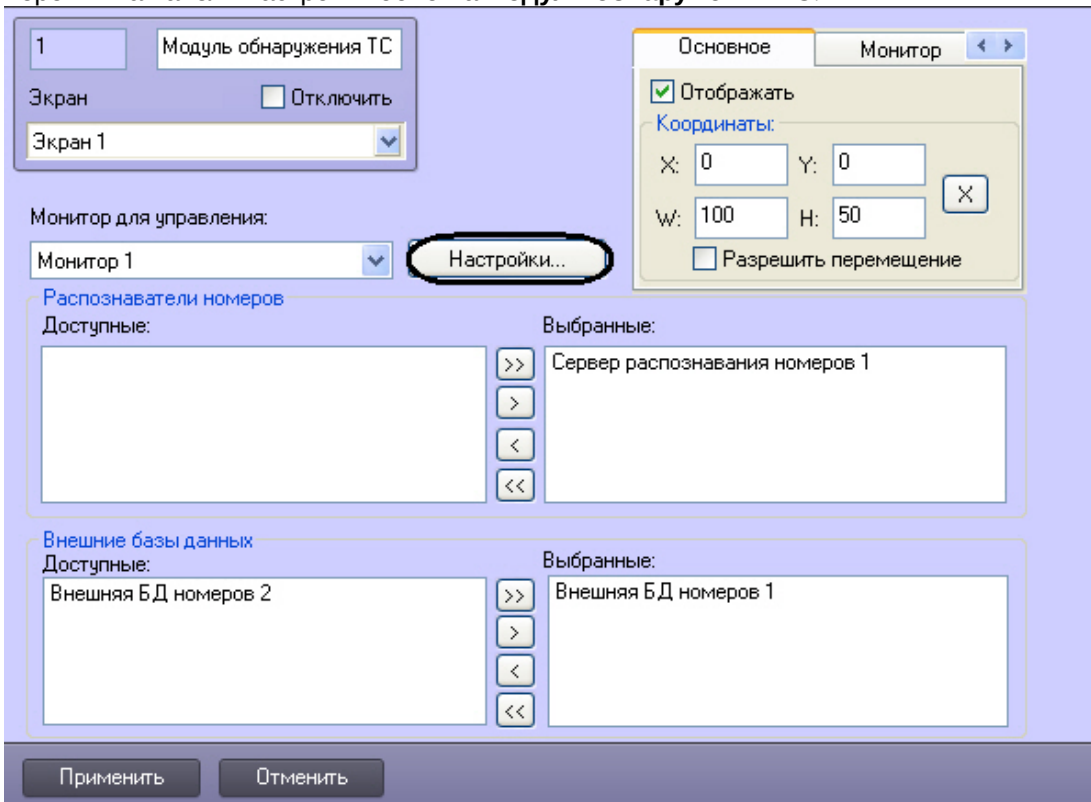 1
Модуль обнаружения ТС
Экран
Отключить
Экран 1
Основное
Монитор
Отображать
Координаты:
X: 0 Y: 0
X
W: 100 H: 50
Разрешить перемещение
Монитор для управления:
Монитор 1
Настройки...
Распознаватели номеров
Доступные:
Выбранные:
Сервер распознавания номеров 1
>>
>
<
<<
Внешние базы данных
Доступные:
Выбранные:
Внешняя БД номеров 2
Внешняя БД номеров 1
>>
>
<
<<
Применить
Отменить